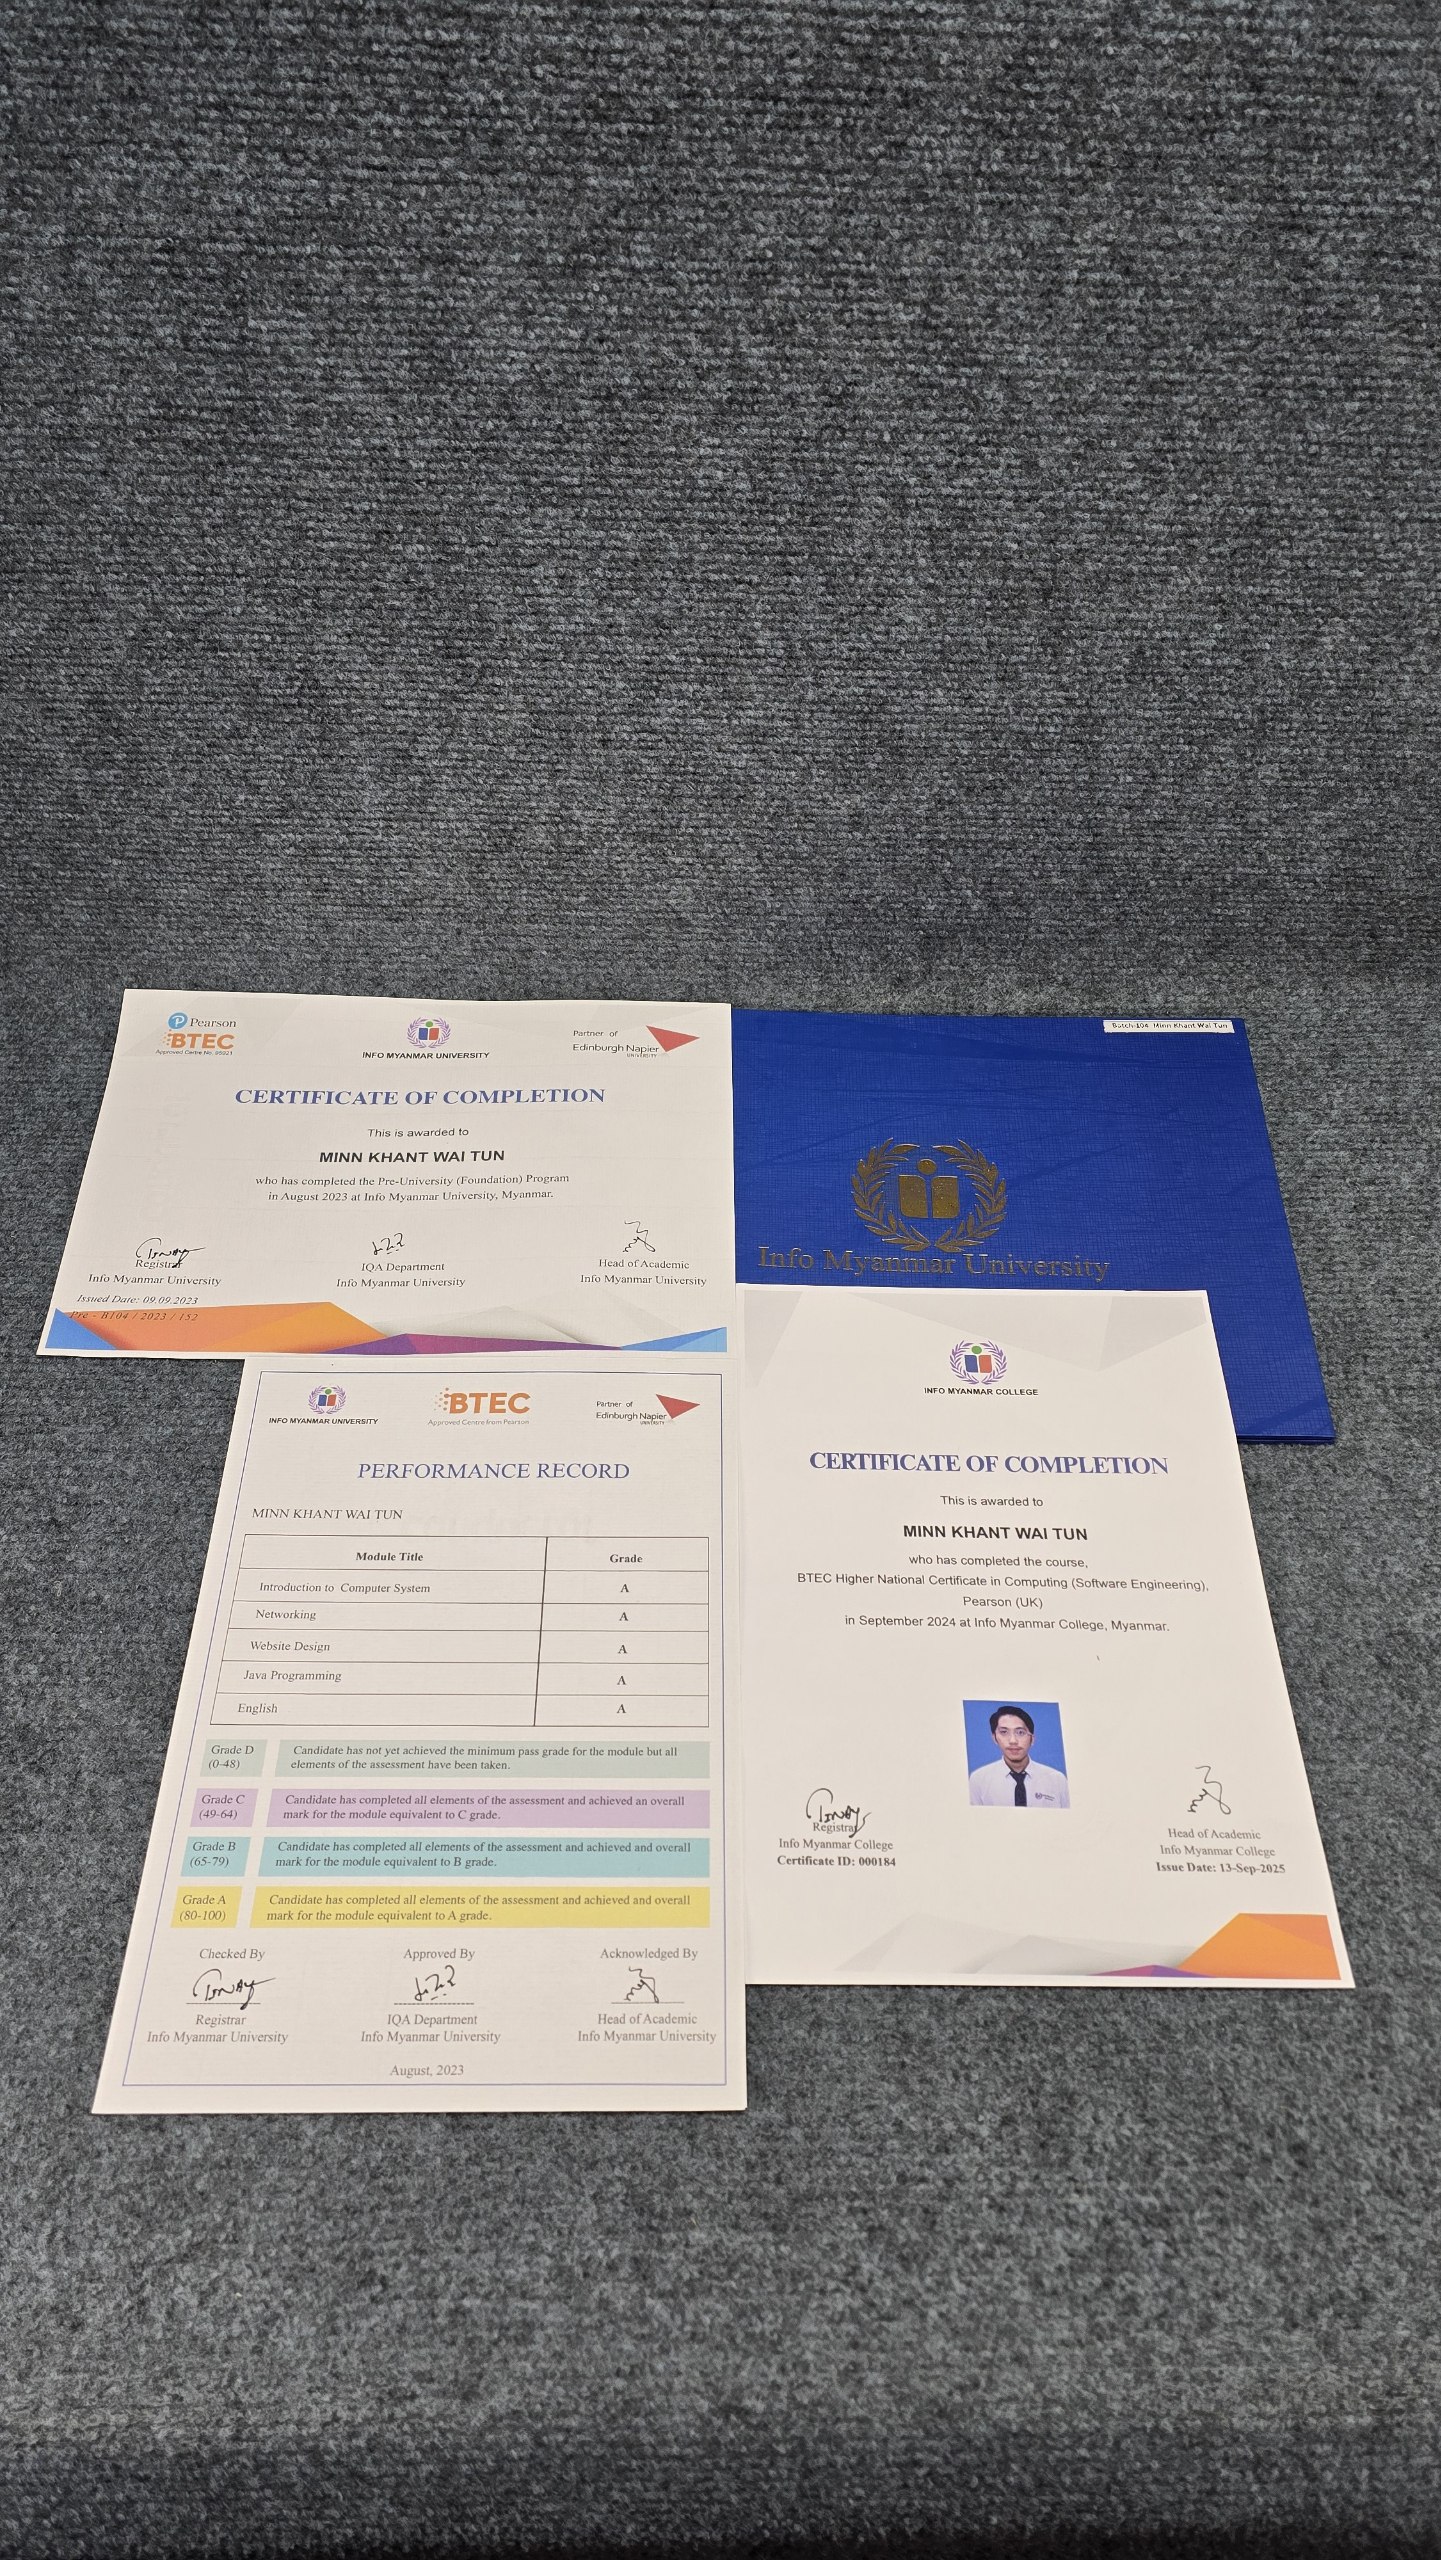 Pearson
BTEC
Approved Centre No. 95921
INFO MYANMAR UNIVERSITY
Partner of
Edinburgh Napier
UNIVERSITY
CERTIFICATE OF COMPLETION
This is awarded to
MINN KHANT WAI TUN
who has completed the Pre-University (Foundation) Program
in August 2023 at Info Myanmar University, Myanmar.
Registrar
Info Myanmar University
IQA Department
Info Myanmar University
Head of Academic
Info Myanmar University
Issued Date: 09.09.2023
Pre - B104 / 2023 / 152
Batch-104 Minn Khant Wai Tun
Info Myanmar University
INFO MYANMAR UNIVERSITY
BTEC
Approved Centre from Pearson
Partner of
Edinburgh Napier
UNIVERSITY
PERFORMANCE RECORD
MINN KHANT WAI TUN
Module Title Grade
Introduction to Computer System A
Networking A
Website Design A
Java Programming A
English A
Grade D
(0-48)
Candidate has not yet achieved the minimum pass grade for the module but all
elements of the assessment have been taken.
Grade C
(49-64)
Candidate has completed all elements of the assessment and achieved an overall
mark for the module equivalent to C grade.
Grade B
(65-79)
Candidate has completed all elements of the assessment and achieved and overall
mark for the module equivalent to B grade.
Grade A
(80-100)
Candidate has completed all elements of the assessment and achieved and overall
mark for the module equivalent to A grade.
Checked By
Registrar
Info Myanmar University
Approved By
IQA Department
Info Myanmar University
Acknowledged By
Head of Academic
Info Myanmar University
August, 2023
INFO MYANMAR COLLEGE
CERTIFICATE OF COMPLETION
This is awarded to
MINN KHANT WAI TUN
who has completed the course,
BTEC Higher National Certificate in Computing (Software Engineering),
Pearson (UK)
in September 2024 at Info Myanmar College, Myanmar.
Registrar
Info Myanmar College
Certificate ID: 000184
Head of Academic
Info Myanmar College
Issue Date: 13-Sep-2025